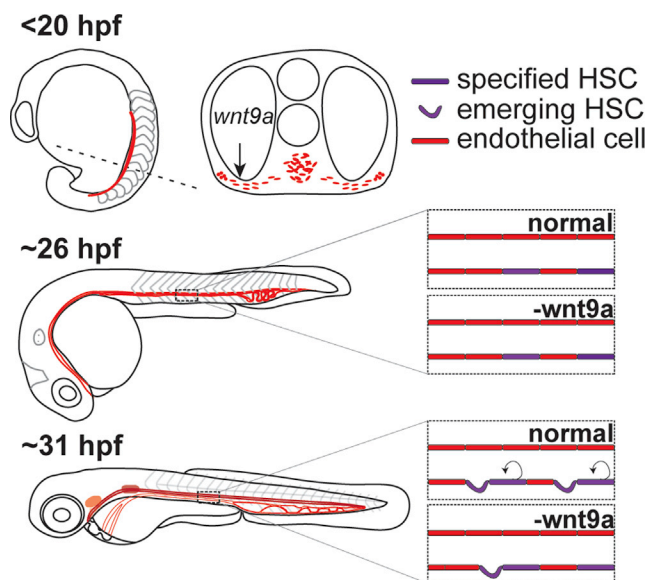 <20 hpf
wnt9a
specified HSC
emerging HSC
endothelial cell
~26 hpf
normal
-wnt9a
~31 hpf
normal
-wnt9a